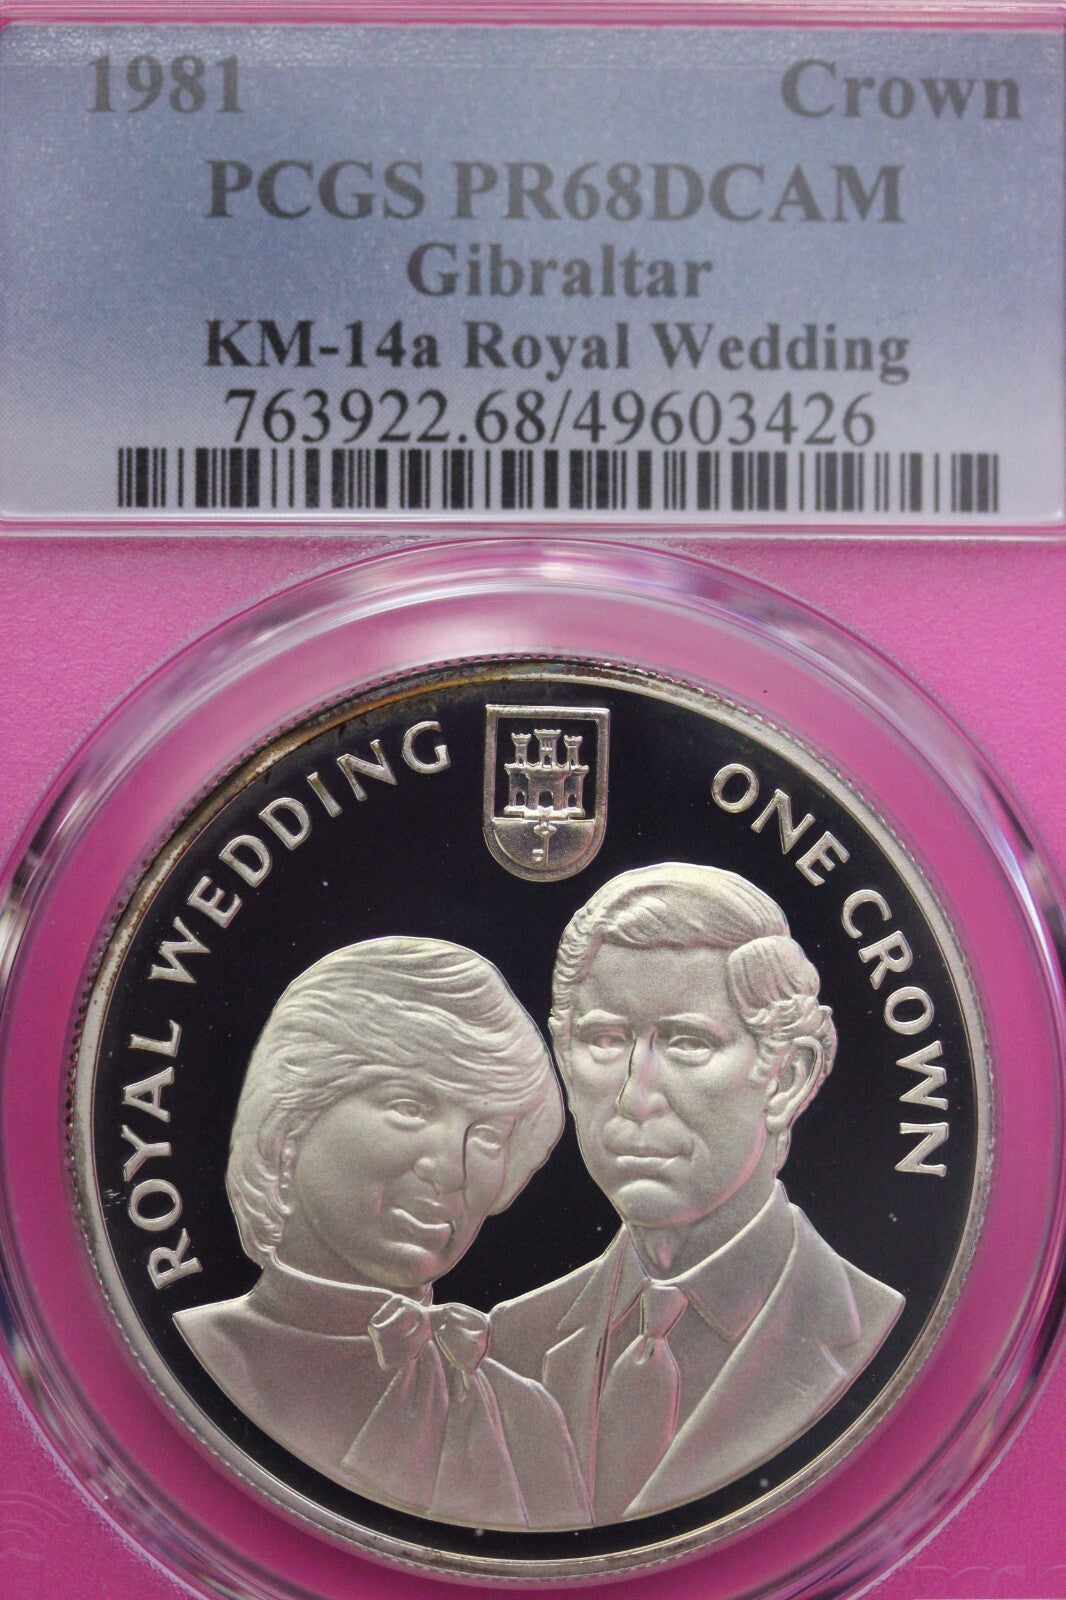 1981 Crown
PCGS PR68DCAM
Gibraltar
KM-14a Royal Wedding
763922.68/49603426
ROYAL WEDDING
ONE CROWN